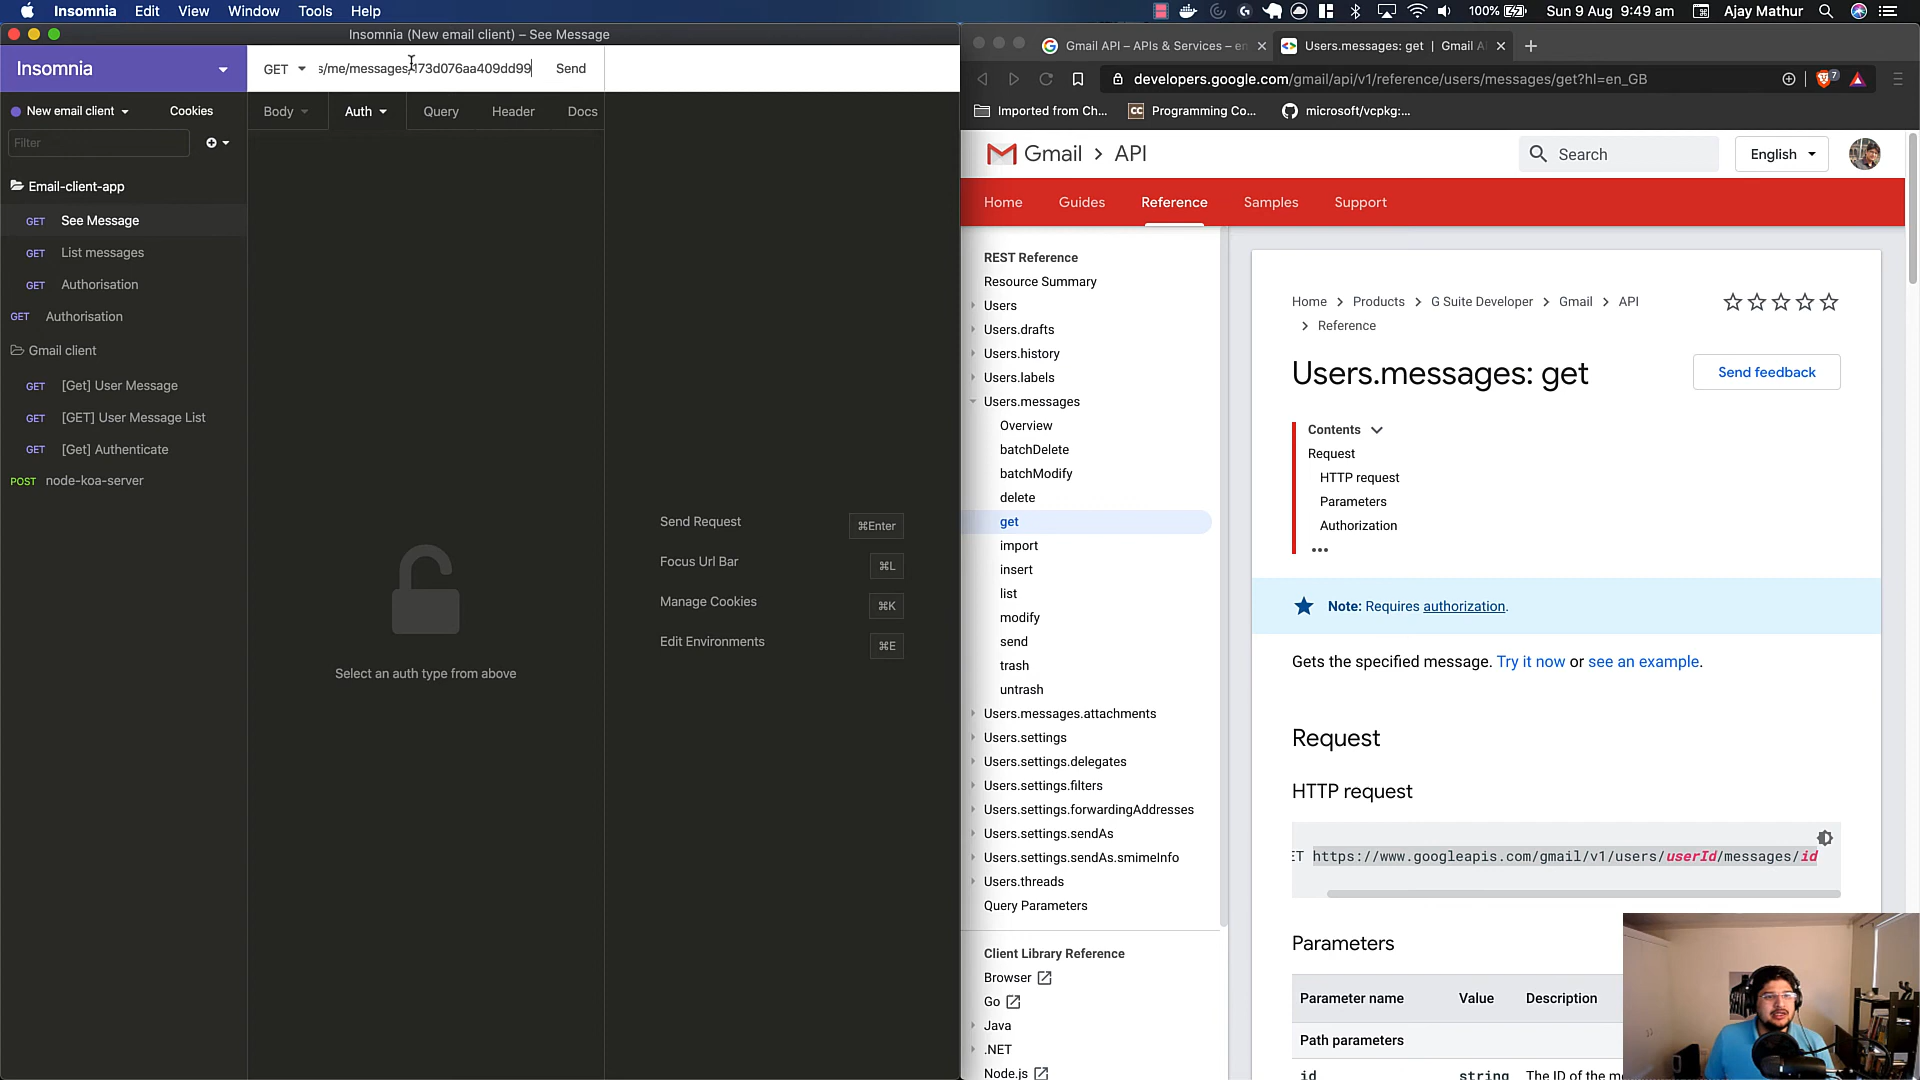 Insomnia Edit View Window Tools Help
100% Sun 9 Aug 9:49 am Ajay Mathur
Insomnia (New email client) – See Message
Insomnia
GET s/me/messages/173d076aa409dd99 Send
New email client Cookies
Body Auth Query Header Docs
Filter
Email-client-app
GET See Message
GET List messages
GET Authorisation
GET Authorisation
Gmail client
GET [Get] User Message
GET [GET] User Message List
GET [Get] Authenticate
POST node-koa-server
Select an auth type from above
Send Request ⌘Enter
Focus Url Bar ⌘L
Manage Cookies ⌘K
Edit Environments ⌘E
Gmail API – APIs & Services – e
Users.messages: get | Gmail A
developers.google.com/gmail/api/v1/reference/users/messages/get?hl=en_GB
7
Imported from Ch... CC Programming Co... microsoft/vcpkg:...
Gmail > API
Search
English
Home Guides Reference Samples Support
REST Reference
Resource Summary
Users
Users.drafts
Users.history
Users.labels
Users.messages
Overview
batchDelete
batchModify
delete
get
import
insert
list
modify
send
trash
untrash
Users.messages.attachments
Users.settings
Users.settings.delegates
Users.settings.filters
Users.settings.forwardingAddresses
Users.settings.sendAs
Users.settings.sendAs.smimeInfo
Users.threads
Query Parameters
Client Library Reference
Browser
Go
Java
.NET
Node.js
Home > Products > G Suite Developer > Gmail > API
> Reference
Users.messages: get
Send feedback
Contents
Request
HTTP request
Parameters
Authorization
•••
Note: Requires authorization.
Gets the specified message. Try it now or see an example.
Request
HTTP request
ET https://www.googleapis.com/gmail/v1/users/userId/messages/id
Parameters
Parameter name Value Description
Path parameters
id string The ID of the